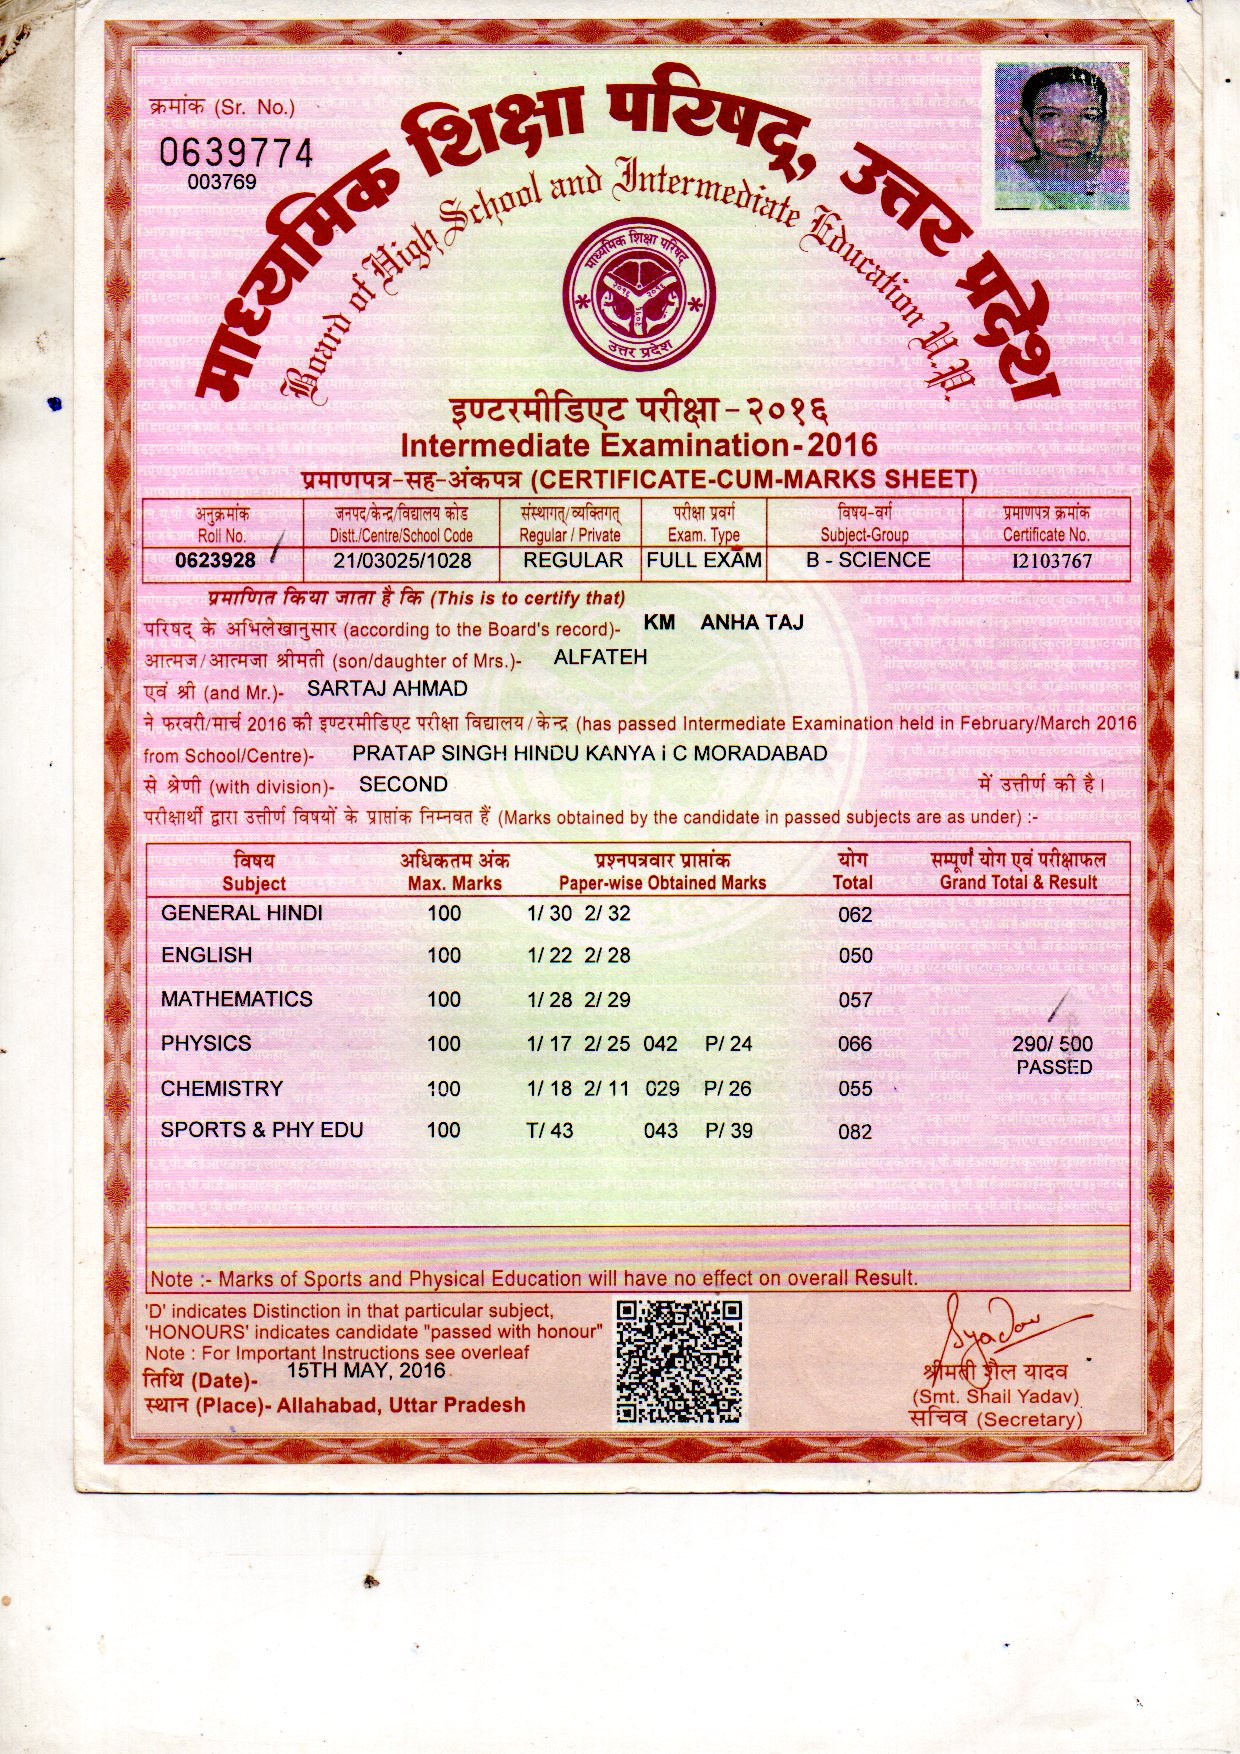 क्रमांक (Sr. No.)
0639774
003769
माध्यमिक शिक्षा परिषद्, उत्तर प्रदेश
Board of High School and Intermediate Education U.P.
माध्यमिक शिक्षा परिषद
उत्तर प्रदेश
इण्टरमीडिएट परीक्षा - २०१६
Intermediate Examination - 2016
प्रमाणपत्र-सह-अंकपत्र (CERTIFICATE-CUM-MARKS SHEET)
अनुक्रमांक जनपद/केन्द्र/विद्यालय कोड संस्थागत्/व्यक्तिगत् परीक्षा प्रवर्ग विषय-वर्ग प्रमाणपत्र क्रमांक
Roll No. Distt./Centre/School Code Regular / Private Exam. Type Subject-Group Certificate No.
0623928 21/03025/1028 REGULAR FULL EXAM B - SCIENCE I2103767
प्रमाणित किया जाता है कि (This is to certify that)
परिषद् के अभिलेखानुसार (according to the Board's record)- KM ANHA TAJ
आत्मज/आत्मजा श्रीमती (son/daughter of Mrs.)- ALFATEH
एवं श्री (and Mr.)- SARTAJ AHMAD
ने फरवरी/मार्च 2016 की इण्टरमीडिएट परीक्षा विद्यालय/केन्द्र (has passed Intermediate Examination held in February/March 2016
from School/Centre)- PRATAP SINGH HINDU KANYA i C MORADABAD
से श्रेणी (with division)- SECOND में उत्तीर्ण की है।
परीक्षार्थी द्वारा उत्तीर्ण विषयों के प्राप्तांक निम्नवत हैं (Marks obtained by the candidate in passed subjects are as under) :-
विषय अधिकतम अंक प्रश्नपत्रवार प्राप्तांक योग सम्पूर्ण योग एवं परीक्षाफल
Subject Max. Marks Paper-wise Obtained Marks Total Grand Total & Result
GENERAL HINDI 100 1/ 30 2/ 32 062
ENGLISH 100 1/ 22 2/ 28 050
MATHEMATICS 100 1/ 28 2/ 29 057
PHYSICS 100 1/ 17 2/ 25 042 P/ 24 066 290/ 500
PASSED
CHEMISTRY 100 1/ 18 2/ 11 029 P/ 26 055
SPORTS & PHY EDU 100 T/ 43 043 P/ 39 082
Note :- Marks of Sports and Physical Education will have no effect on overall Result.
'D' indicates Distinction in that particular subject,
'HONOURS' indicates candidate "passed with honour"
Note : For Important Instructions see overleaf
तिथि (Date)- 15TH MAY, 2016
स्थान (Place)- Allahabad, Uttar Pradesh
Syadav
श्रीमती शैल यादव
(Smt. Shail Yadav)
सचिव (Secretary)